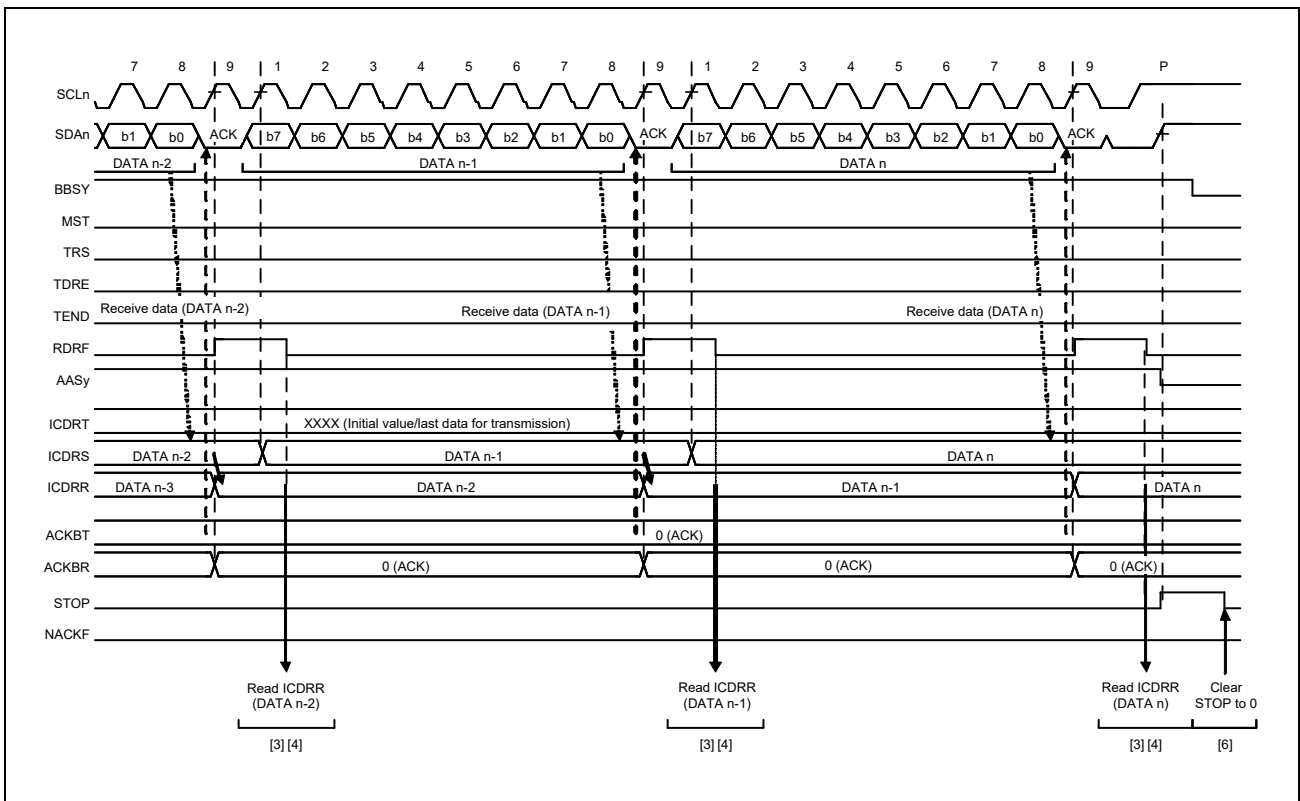 7 8 9 1 2 3 4 5 6 7 8 9 1 2 3 4 5 6 7 8 9 P
SCLn
SDAn b1 b0 ACK b7 b6 b5 b4 b3 b2 b1 b0 ACK b7 b6 b5 b4 b3 b2 b1 b0 ACK
DATA n-2 DATA n-1 DATA n
BBSY
MST
TRS
TDRE
Receive data (DATA n-2) Receive data (DATA n-1) Receive data (DATA n)
TEND
RDRF
AASy
ICDRT XXXX (Initial value/last data for transmission)
ICDRS DATA n-2 DATA n-1 DATA n
ICDRR DATA n-3 DATA n-2 DATA n-1 DATA n
ACKBT 0 (ACK)
ACKBR 0 (ACK) 0 (ACK) 0 (ACK)
STOP
NACKF
Read ICDRR Read ICDRR Read ICDRR Clear
(DATA n-2) (DATA n-1) (DATA n) STOP to 0
[3] [4] [3] [4] [3] [4] [6]